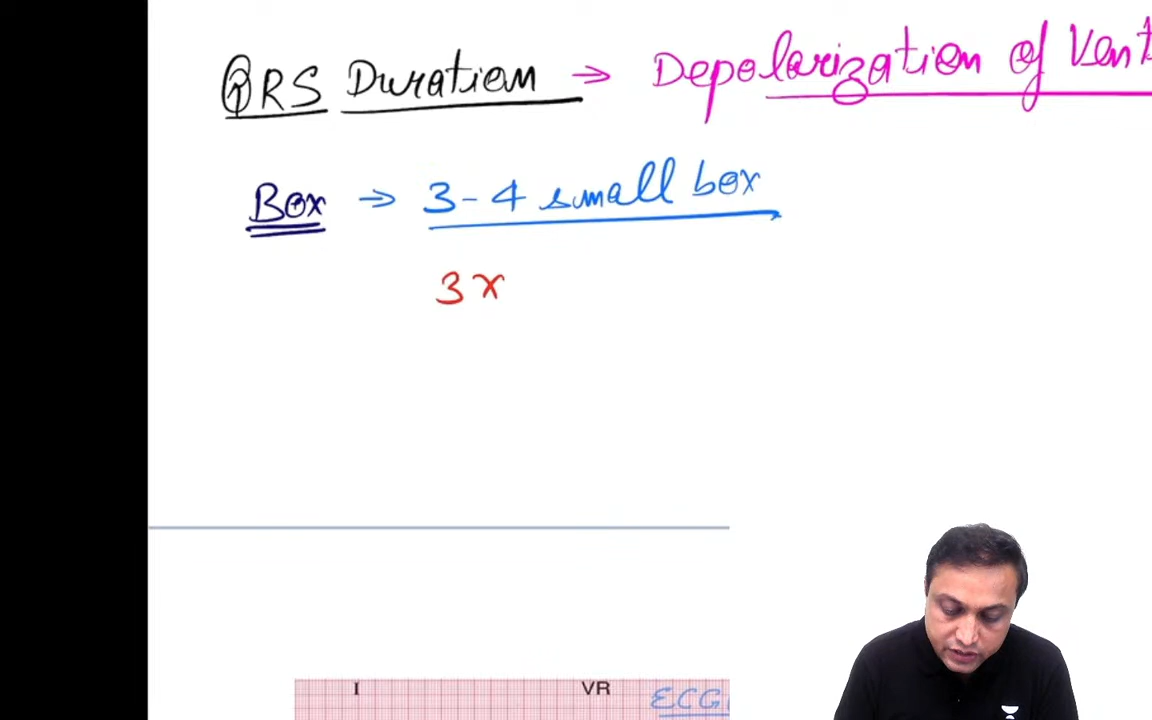 QRS Duration → Depolarization of Vent
Box → 3-4 small box
3x
I VR ECG